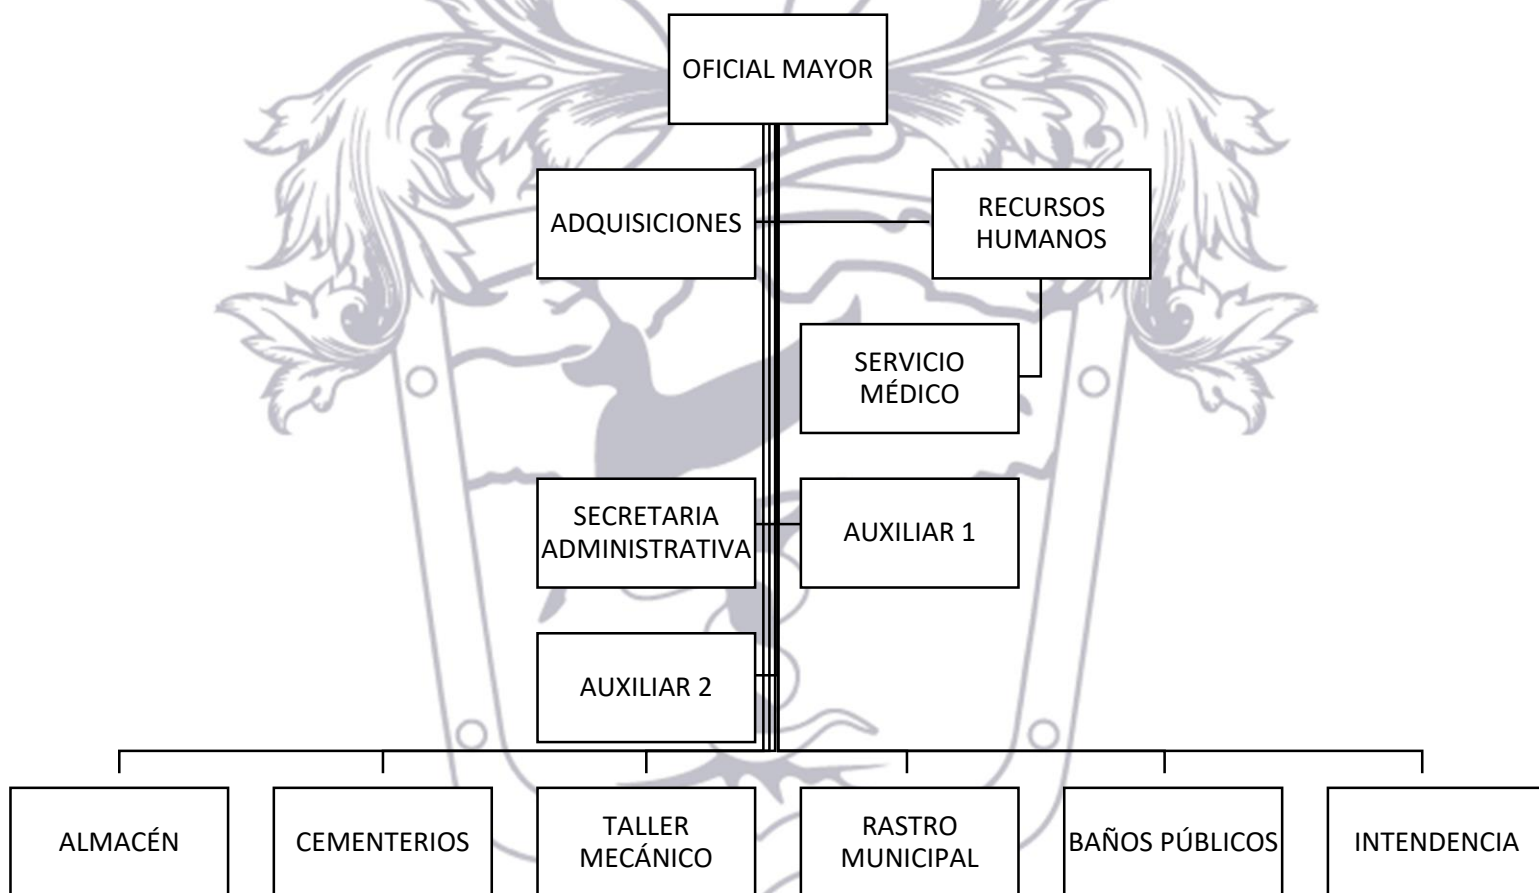 OFICIAL MAYOR
ADQUISICIONES
RECURSOS
HUMANOS
SERVICIO
MÉDICO
SECRETARIA
ADMINISTRATIVA
AUXILIAR 1
AUXILIAR 2
ALMACÉN
CEMENTERIOS
TALLER
MECÁNICO
RASTRO
MUNICIPAL
BAÑOS PÚBLICOS
INTENDENCIA